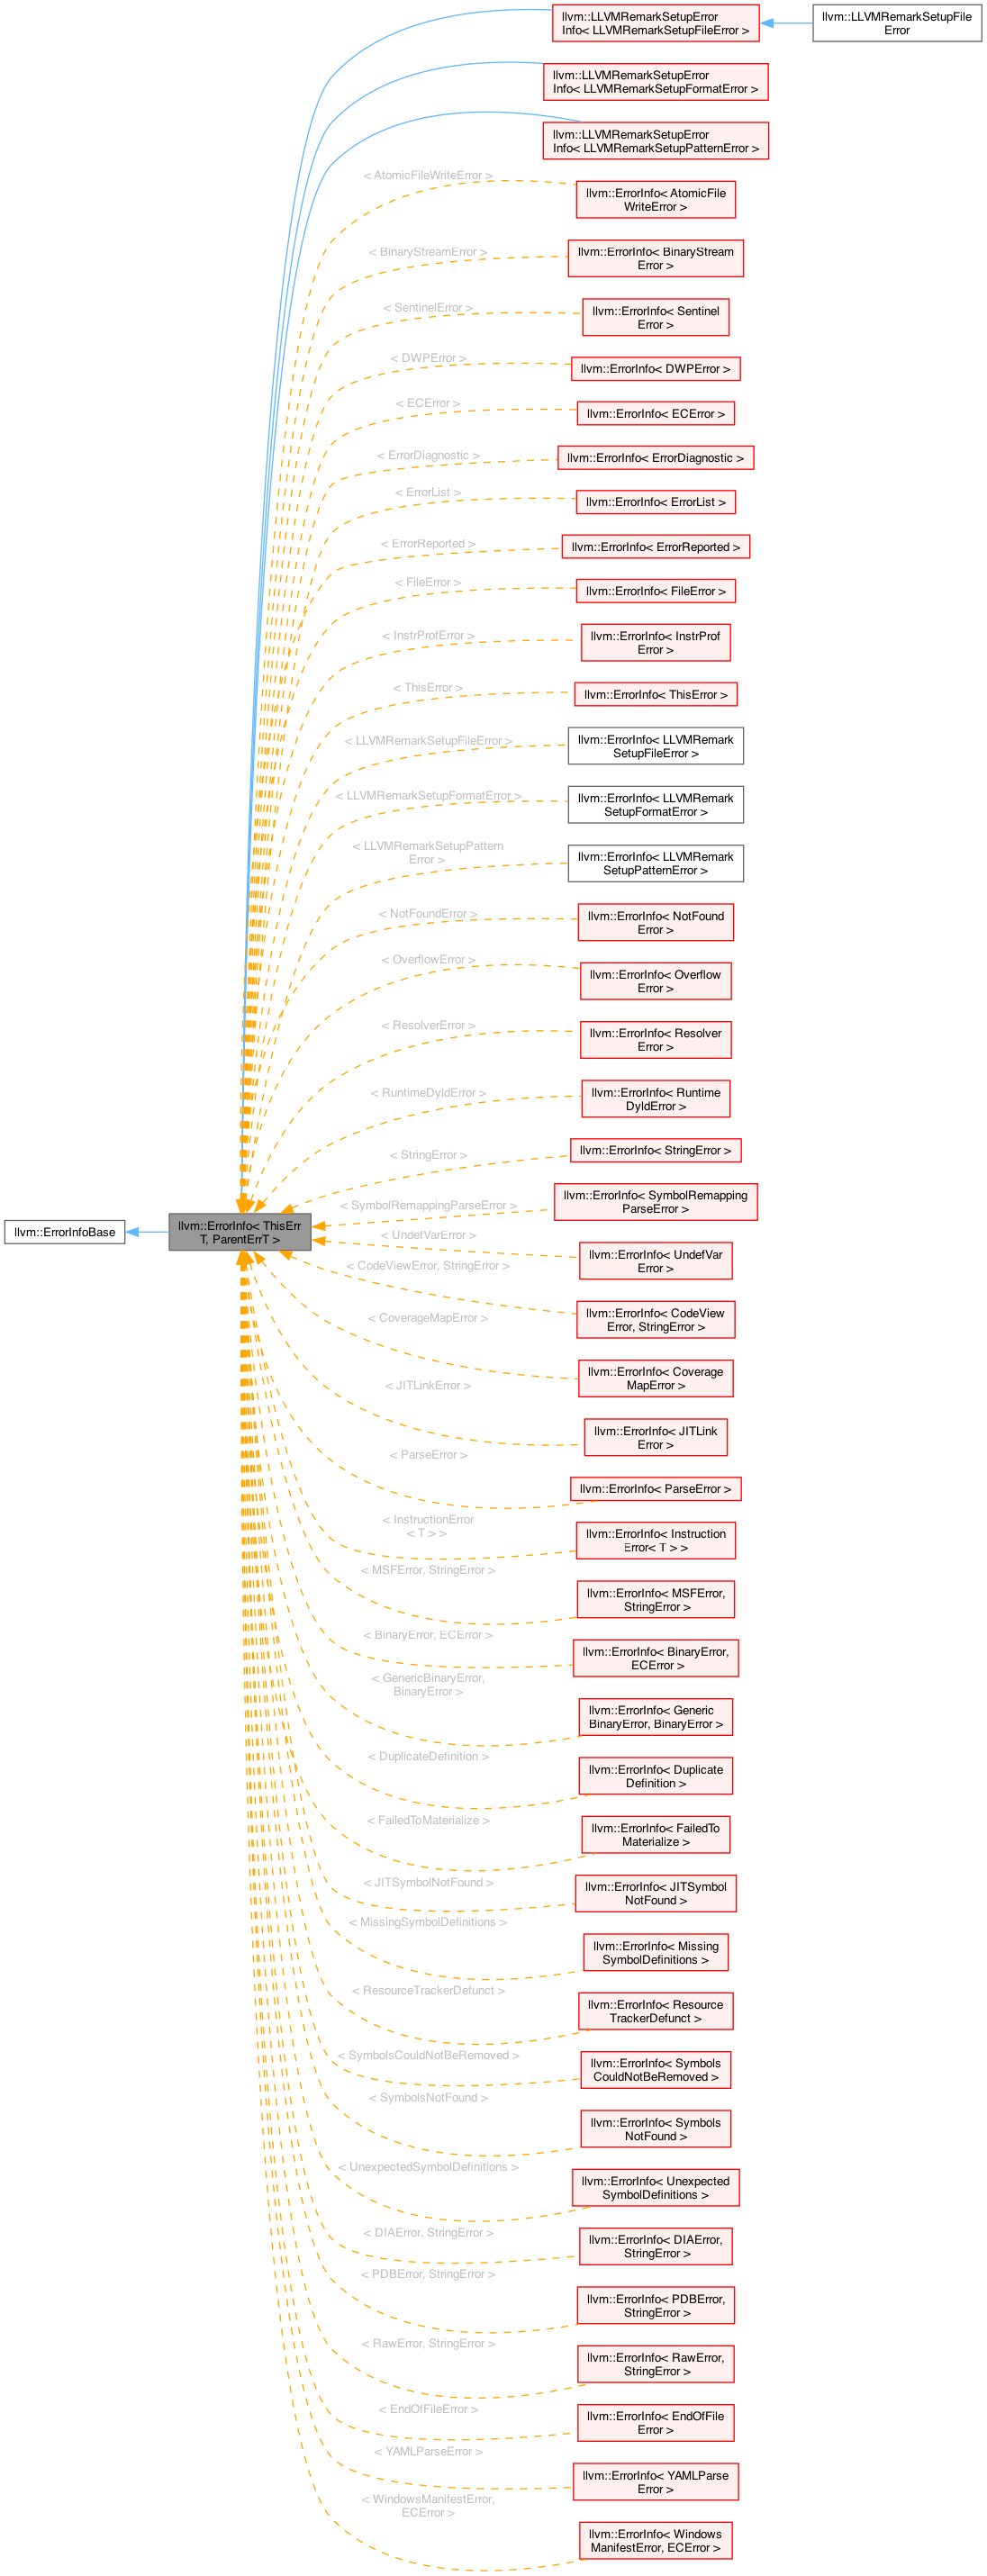 llvm::LLVMRemarkSetupError
Info< LLVMRemarkSetupFileError >
llvm::LLVMRemarkSetupFile
Error
llvm::LLVMRemarkSetupError
Info< LLVMRemarkSetupFormatError >
llvm::LLVMRemarkSetupError
Info< LLVMRemarkSetupPatternError >
< AtomicFileWriteError >
llvm::ErrorInfo< AtomicFile
WriteError >
< BinaryStreamError >
llvm::ErrorInfo< BinaryStream
Error >
< SentinelError >
llvm::ErrorInfo< Sentinel
Error >
< DWPError >
llvm::ErrorInfo< DWPError >
< ECError >
llvm::ErrorInfo< ECError >
< ErrorDiagnostic >
llvm::ErrorInfo< ErrorDiagnostic >
< ErrorList >
llvm::ErrorInfo< ErrorList >
< ErrorReported >
llvm::ErrorInfo< ErrorReported >
< FileError >
llvm::ErrorInfo< FileError >
< InstrProfError >
llvm::ErrorInfo< InstrProf
Error >
< ThisError >
llvm::ErrorInfo< ThisError >
< LLVMRemarkSetupFileError >
llvm::ErrorInfo< LLVMRemark
SetupFileError >
< LLVMRemarkSetupFormatError >
llvm::ErrorInfo< LLVMRemark
SetupFormatError >
< LLVMRemarkSetupPattern
Error >
llvm::ErrorInfo< LLVMRemark
SetupPatternError >
< NotFoundError >
llvm::ErrorInfo< NotFound
Error >
< OverflowError >
llvm::ErrorInfo< Overflow
Error >
< ResolverError >
llvm::ErrorInfo< Resolver
Error >
< RuntimeDyldError >
llvm::ErrorInfo< Runtime
DyldError >
< StringError >
llvm::ErrorInfo< StringError >
< SymbolRemappingParseError >
llvm::ErrorInfo< SymbolRemapping
ParseError >
llvm::ErrorInfoBase
llvm::ErrorInfo< ThisErr
T, ParentErrT >
< UndefVarError >
llvm::ErrorInfo< UndefVar
Error >
< CodeViewError, StringError >
llvm::ErrorInfo< CodeView
Error, StringError >
< CoverageMapError >
llvm::ErrorInfo< Coverage
MapError >
< JITLinkError >
llvm::ErrorInfo< JITLink
Error >
< ParseError >
llvm::ErrorInfo< ParseError >
< InstructionError
< T > >
llvm::ErrorInfo< Instruction
Error< T > >
< MSFError, StringError >
llvm::ErrorInfo< MSFError,
StringError >
< BinaryError, ECError >
llvm::ErrorInfo< BinaryError,
ECError >
< GenericBinaryError,
BinaryError >
llvm::ErrorInfo< Generic
BinaryError, BinaryError >
< DuplicateDefinition >
llvm::ErrorInfo< Duplicate
Definition >
< FailedToMaterialize >
llvm::ErrorInfo< FailedTo
Materialize >
< JITSymbolNotFound >
llvm::ErrorInfo< JITSymbol
NotFound >
< MissingSymbolDefinitions >
llvm::ErrorInfo< Missing
SymbolDefinitions >
< ResourceTrackerDefunct >
llvm::ErrorInfo< Resource
TrackerDefunct >
< SymbolsCouldNotBeRemoved >
llvm::ErrorInfo< Symbols
CouldNotBeRemoved >
< SymbolsNotFound >
llvm::ErrorInfo< Symbols
NotFound >
< UnexpectedSymbolDefinitions >
llvm::ErrorInfo< Unexpected
SymbolDefinitions >
< DIAError, StringError >
llvm::ErrorInfo< DIAError,
StringError >
< PDBError, StringError >
llvm::ErrorInfo< PDBError,
StringError >
< RawError, StringError >
llvm::ErrorInfo< RawError,
StringError >
< EndOfFileError >
llvm::ErrorInfo< EndOfFile
Error >
< YAMLParseError >
llvm::ErrorInfo< YAMLParse
Error >
< WindowsManifestError,
ECError >
llvm::ErrorInfo< Windows
ManifestError, ECError >